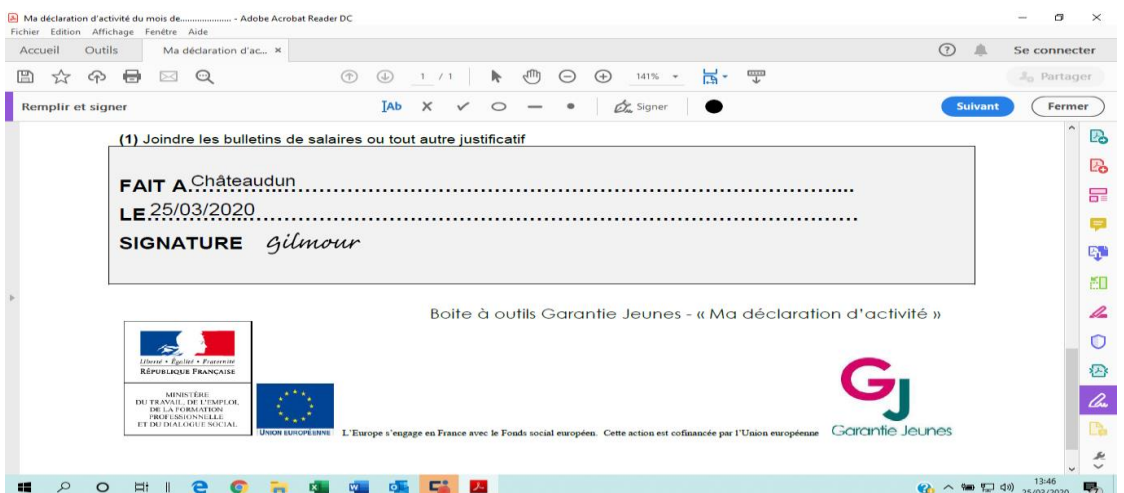 Ma déclaration d'activité du mois de.................... - Adobe Acrobat Reader DC
Fichier Edition Affichage Fenêtre Aide
Accueil Outils Ma déclaration d'ac... × Se connecter
1 / 1 141% Partager
Remplir et signer IAb Signer Suivant Fermer
(1) Joindre les bulletins de salaires ou tout autre justificatif
FAIT A Châteaudun
LE 25/03/2020
SIGNATURE Gilmour
Boite à outils Garantie Jeunes - « Ma déclaration d'activité »
Liberté • Égalité • Fraternité
RÉPUBLIQUE FRANÇAISE
MINISTÈRE
DU TRAVAIL, DE L'EMPLOI,
DE LA FORMATION
PROFESSIONNELLE
ET DU DIALOGUE SOCIAL
UNION EUROPÉENNE
L'Europe s'engage en France avec le Fonds social européen. Cette action est cofinancée par l'Union européenne
GJ
Garantie Jeunes
13:46
25/03/2020